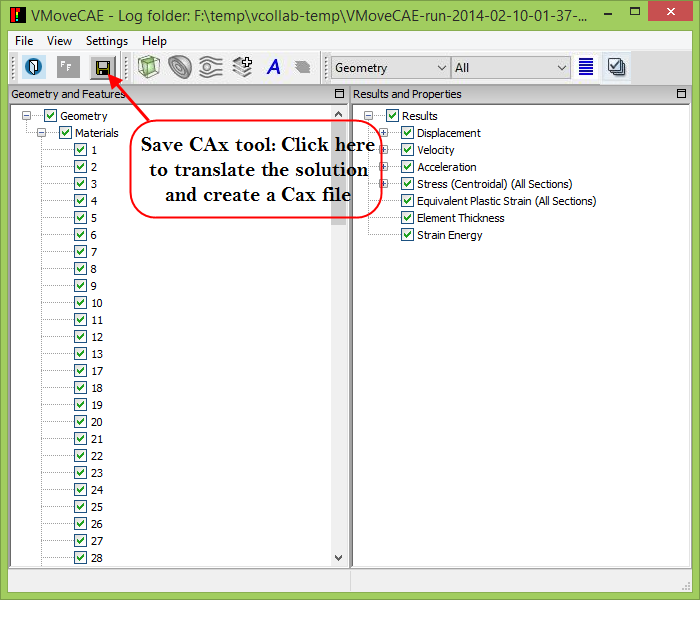 VMoveCAE - Log folder: F:\temp\vcollab-temp\VMoveCAE-run-2014-02-10-01-37-...
File View Settings Help
F F
A
Geometry
All
Geometry and Features
Results and Properties
Geometry
Materials
1
2
3
4
5
6
7
8
9
10
11
12
13
17
18
19
20
21
22
23
24
25
26
27
28
Save CAx tool: Click here
to translate the solution
and create a Cax file
Results
Displacement
Velocity
Acceleration
Stress (Centroidal) (All Sections)
Equivalent Plastic Strain (All Sections)
Element Thickness
Strain Energy